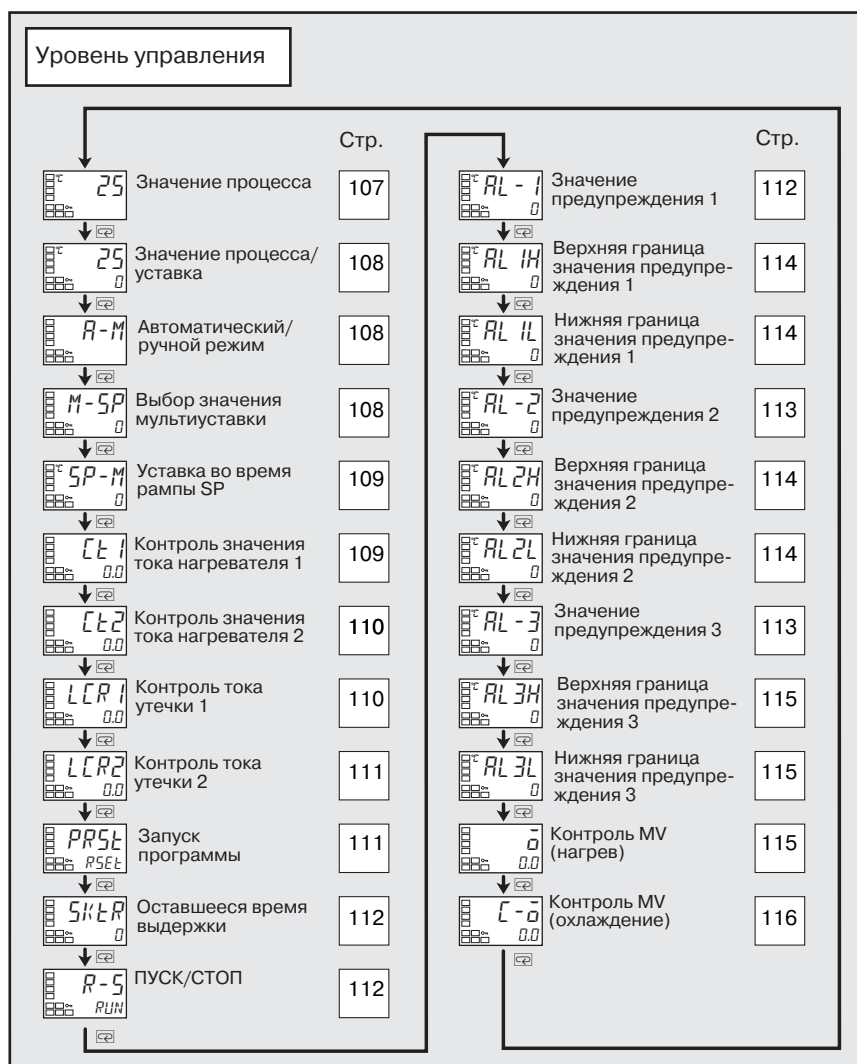 Уровень управления
Стр.
25
Значение процесса
107
25
0
Значение процесса/
уставка
108
A-M
Автоматический/
ручной режим
108
M-SP
0
Выбор значения
мультиуставки
108
SP-M
0
Уставка во время
рампы SP
109
Ct1
0.0
Контроль значения
тока нагревателя 1
109
Ct2
0.0
Контроль значения
тока нагревателя 2
110
LCR1
0.0
Контроль тока
утечки 1
110
LCR2
0.0
Контроль тока
утечки 2
111
PRSt
RSEt
Запуск
программы
111
SKtR
0
Оставшееся время
выдержки
112
R-S
RUN
ПУСК/СТОП
112
Стр.
°C
AL-1
0
Значение
предупреждения 1
112
°C
AL 1H
0
Верхняя граница
значения предупре-
ждения 1
114
°C
AL 1L
0
Нижняя граница
значения предупре-
ждения 1
114
°C
AL-2
0
Значение
предупреждения 2
113
°C
AL2H
0
Верхняя граница
значения предупре-
ждения 2
114
°C
AL2L
0
Нижняя граница
значения предупре-
ждения 2
114
°C
AL-3
0
Значение
предупреждения 3
113
°C
AL3H
0
Верхняя граница
значения предупре-
ждения 3
115
°C
AL3L
0
Нижняя граница
значения предупре-
ждения 3
115
0.0
Контроль MV
(нагрев)
115
0.0
Контроль MV
(охлаждение)
116